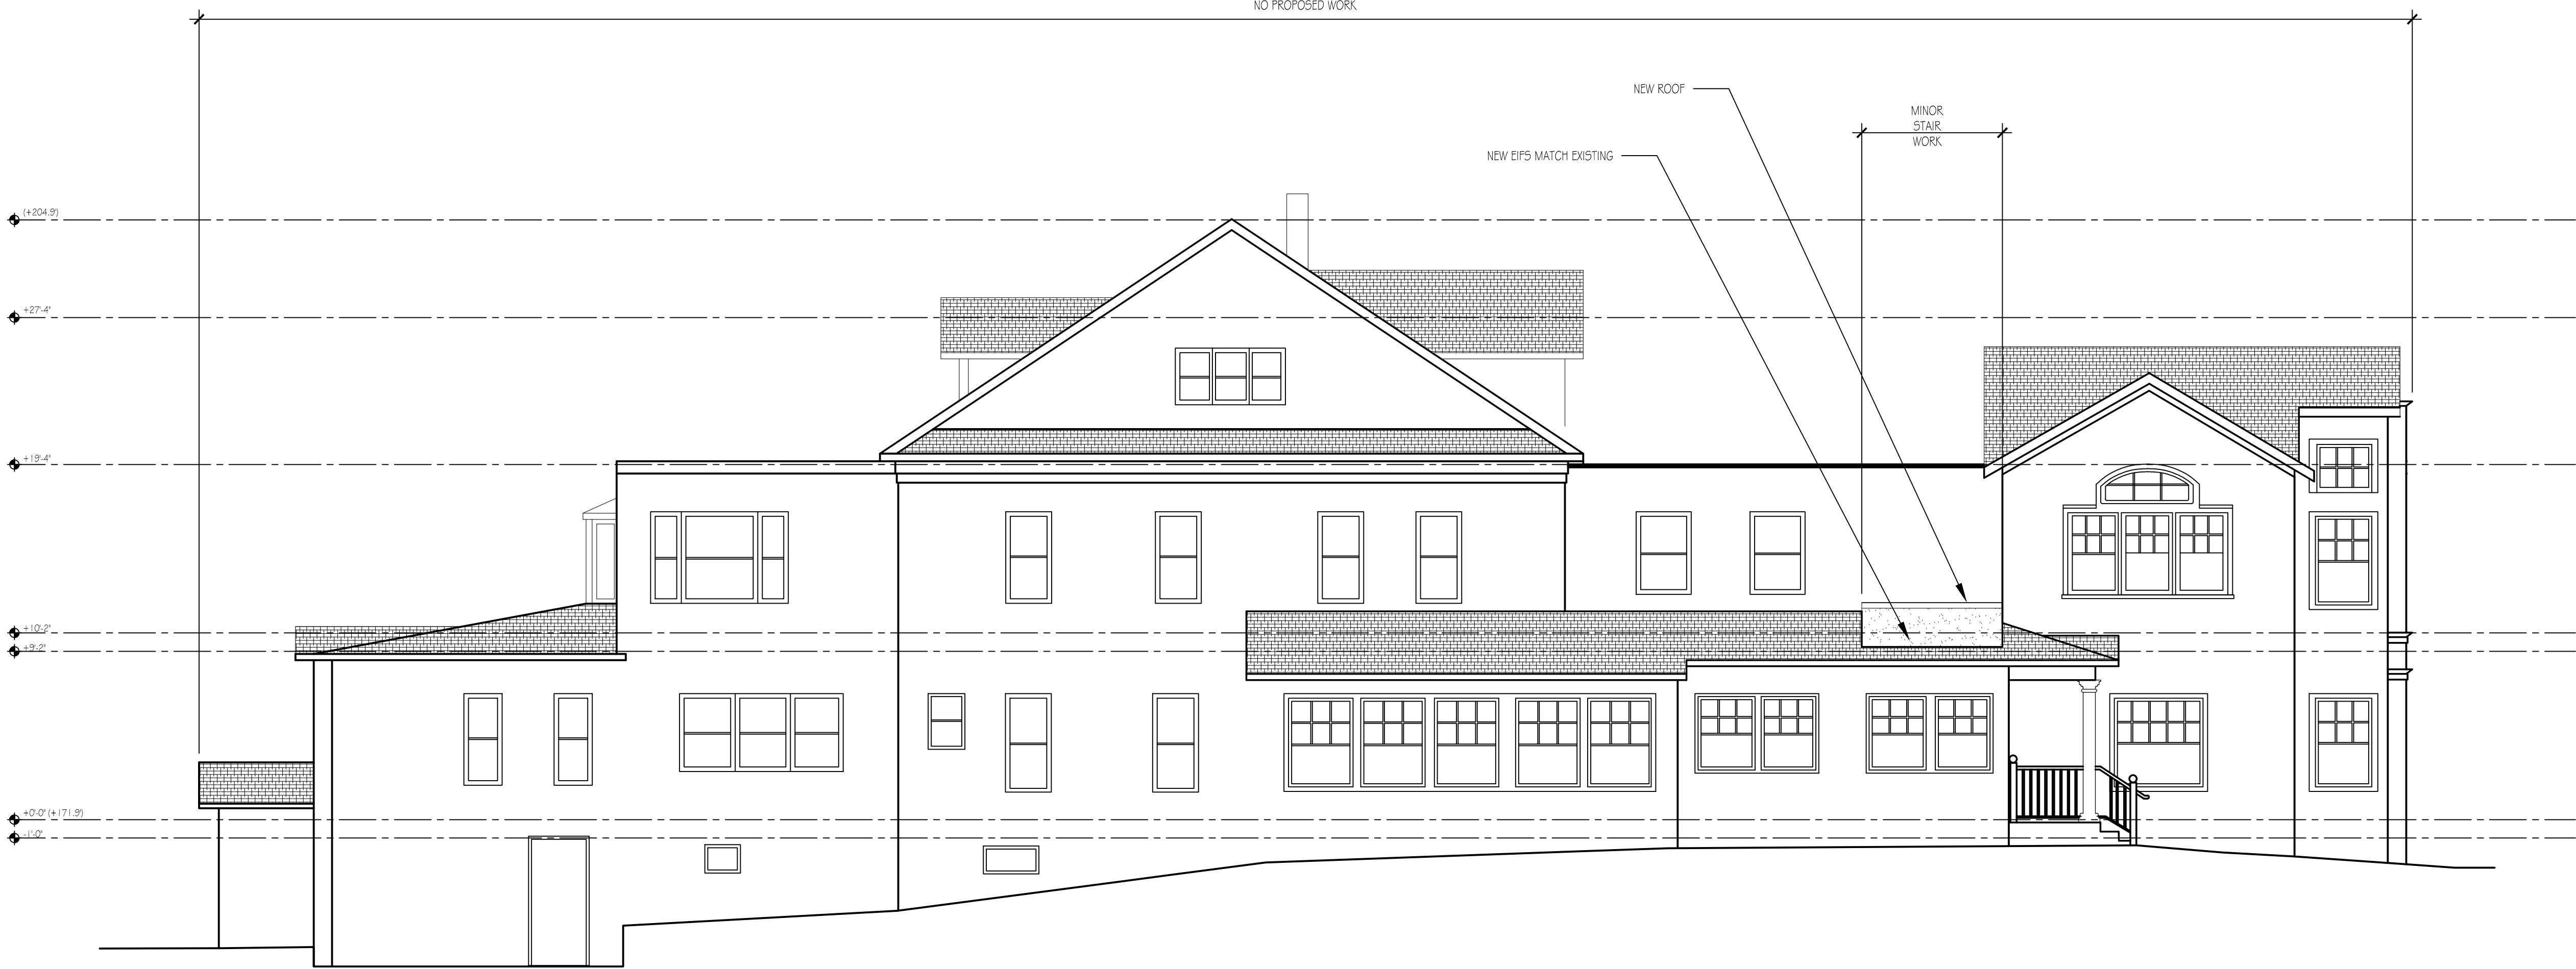 NO PROPOSED WORK
NEW ROOF
MINOR
STAIR
WORK
NEW EIFS MATCH EXISTING
(+204.9')
+27'-4"
+19'-4"
+10'-2"
+9'-2"
+0'-0" (+171.9')
-1'-0"